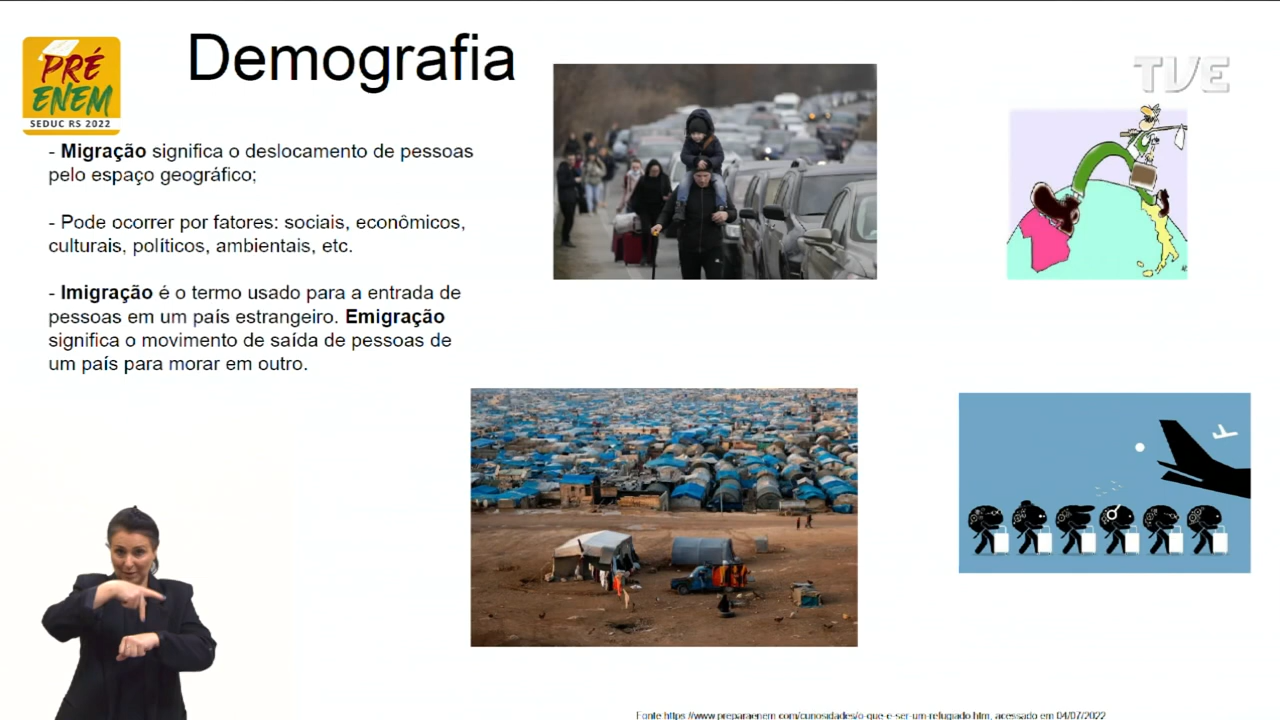 PRÉ
ENEM
SEDUC RS 2022
Demografia
TVE
- Migração significa o deslocamento de pessoas
pelo espaço geográfico;
- Pode ocorrer por fatores: sociais, econômicos,
culturais, políticos, ambientais, etc.
- Imigração é o termo usado para a entrada de
pessoas em um país estrangeiro. Emigração
significa o movimento de saída de pessoas de
um país para morar em outro.
Fonte https://www.preparaenem.com/curiosidades/o-que-e-ser-um-refugiado.htm, acessado em 04/07/2022